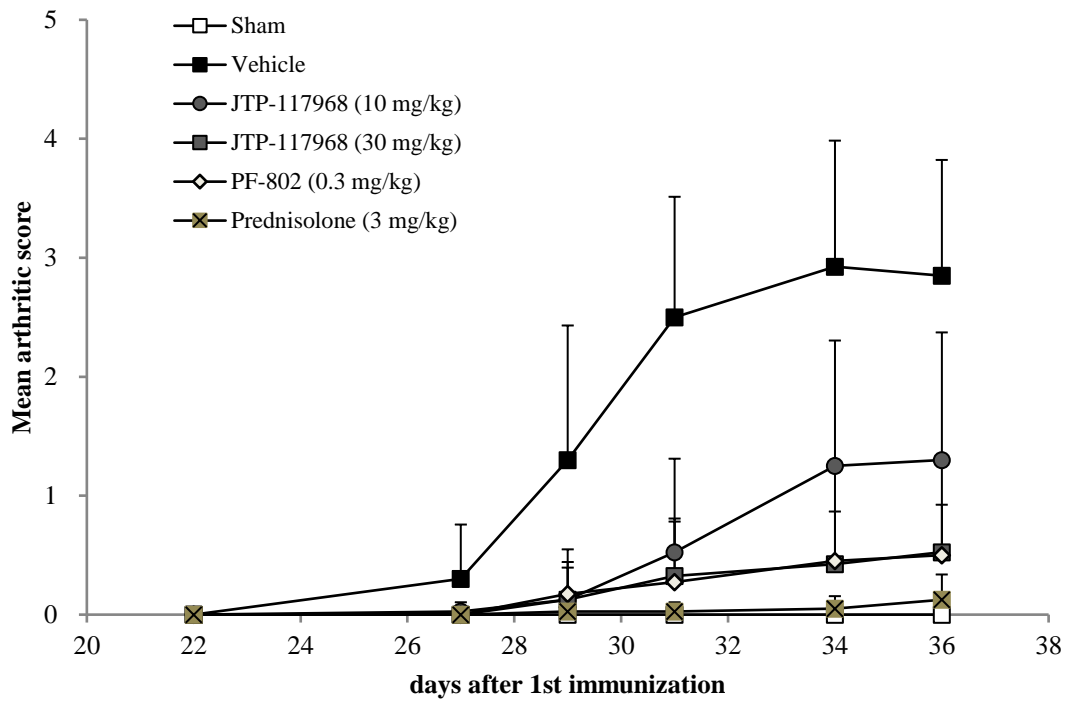 5
4
3
2
1
0
Mean arthritic score
Sham
Vehicle
JTP-117968 (10 mg/kg)
JTP-117968 (30 mg/kg)
PF-802 (0.3 mg/kg)
Prednisolone (3 mg/kg)
20 22 24 26 28 30 32 34 36 38
days after 1st immunization